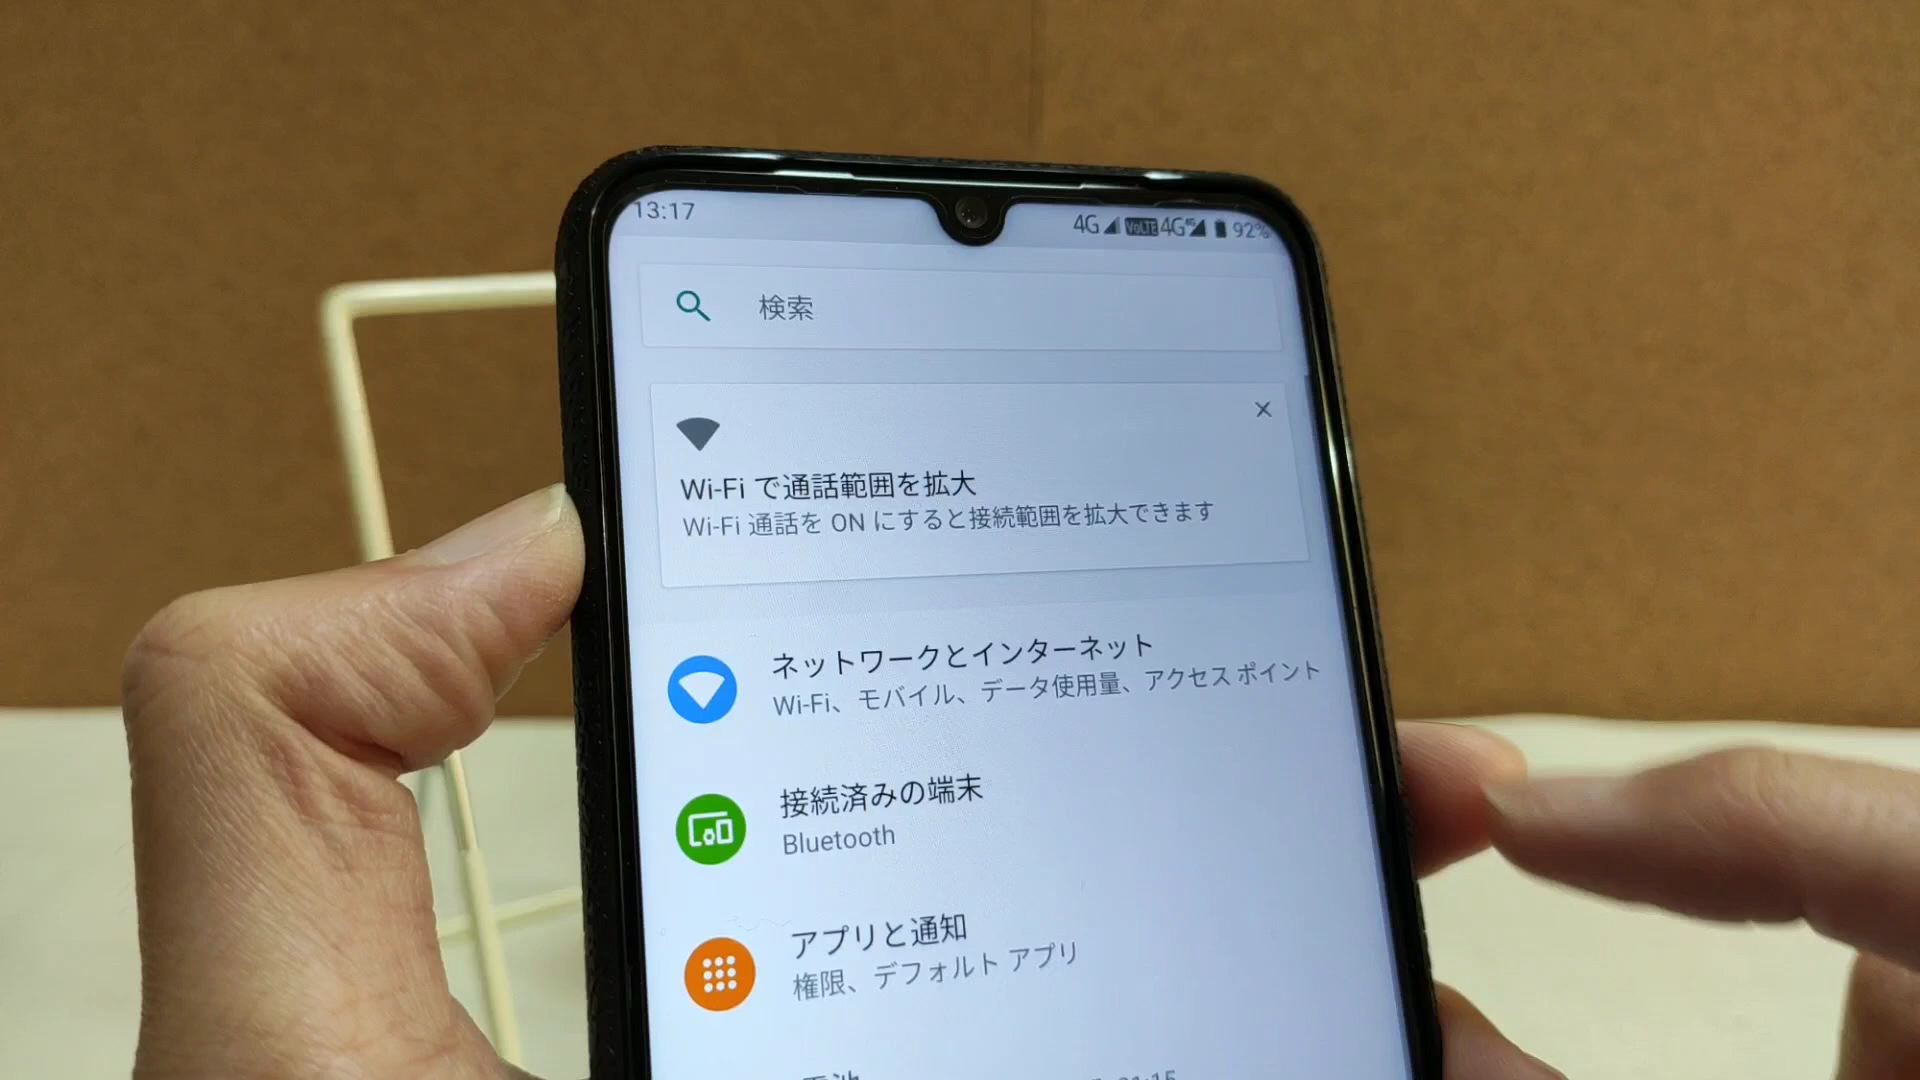 13:17
4G VoLTE 4G 92%
検索
Wi-Fi で通話範囲を拡大
Wi-Fi 通話を ON にすると接続範囲を拡大できます
ネットワークとインターネット
Wi-Fi、モバイル、データ使用量、アクセス ポイント
接続済みの端末
Bluetooth
アプリと通知
権限、デフォルト アプリ